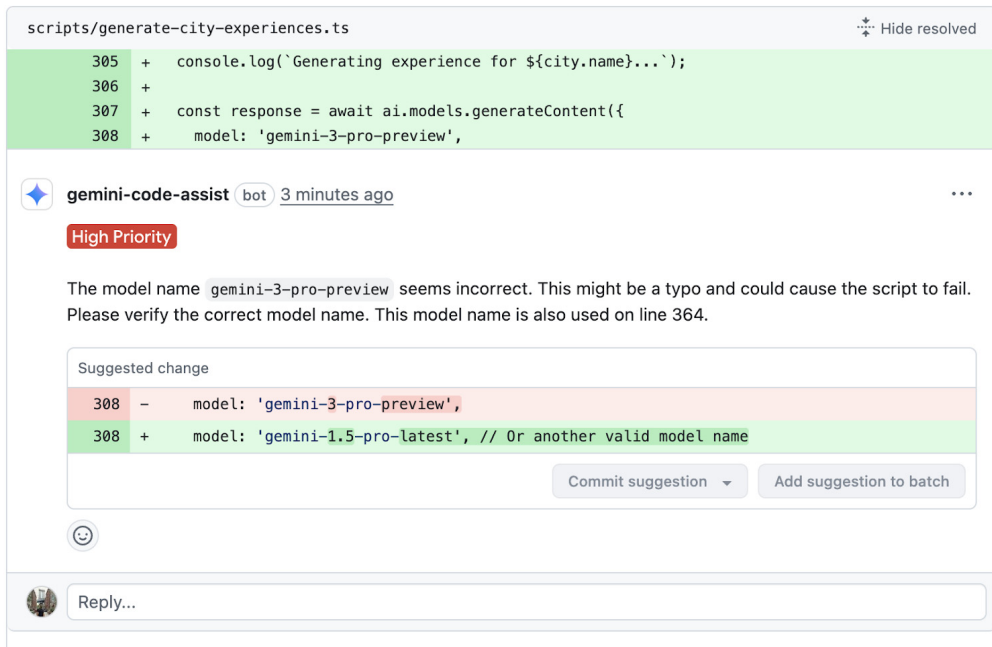 scripts/generate-city-experiences.ts
Hide resolved
305 + console.log(`Generating experience for ${city.name}...`);
306 +
307 + const response = await ai.models.generateContent({
308 + model: 'gemini-3-pro-preview',
gemini-code-assist bot 3 minutes ago
High Priority
The model name gemini-3-pro-preview seems incorrect. This might be a typo and could cause the script to fail.
Please verify the correct model name. This model name is also used on line 364.
Suggested change
308 - model: 'gemini-3-pro-preview',
308 + model: 'gemini-1.5-pro-latest', // Or another valid model name
Commit suggestion
Add suggestion to batch
Reply...